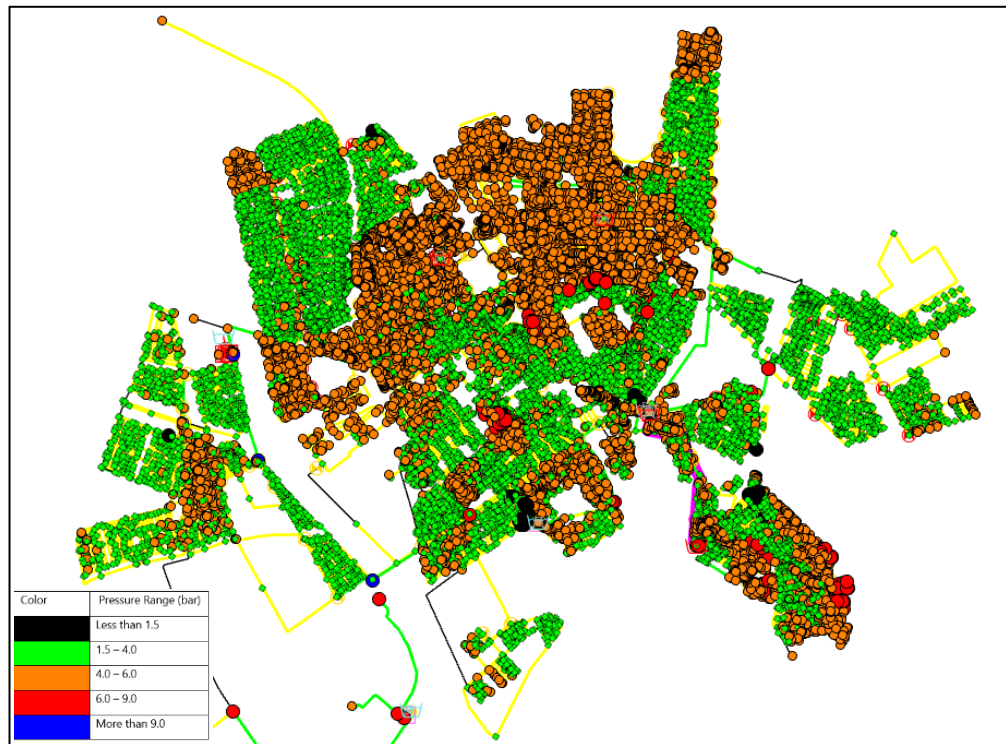 Color Pressure Range (bar)
Less than 1.5
1.5 – 4.0
4.0 – 6.0
6.0 – 9.0
More than 9.0